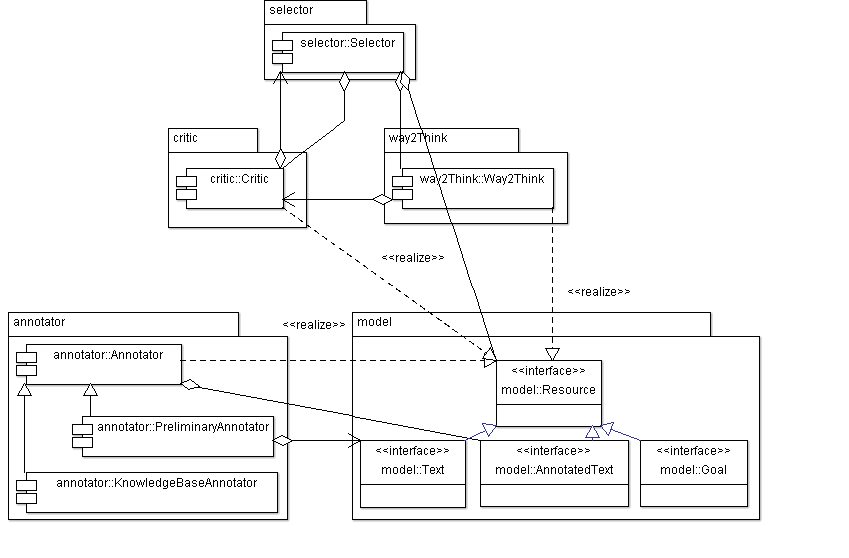 selector
selector::Selector
critic
way2Think
critic::Critic
way2Think::Way2Think
<<realize>>
<<realize>>
annotator
<<realize>>
model
annotator::Annotator
<<interface>>
model::Resource
annotator::PreliminaryAnnotator
<<interface>>
model::Text
<<interface>>
model::AnnotatedText
<<interface>>
model::Goal
annotator::KnowledgeBaseAnnotator